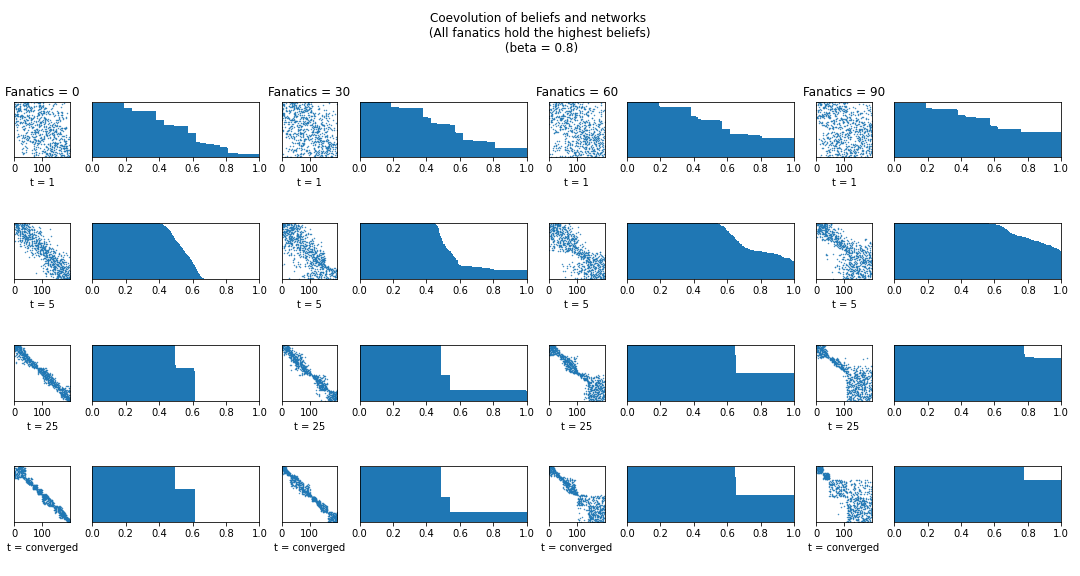 Coevolution of beliefs and networks
(All fanatics hold the highest beliefs)
(beta = 0.8)
Fanatics = 0 Fanatics = 30 Fanatics = 60 Fanatics = 90
0 100 0.0 0.2 0.4 0.6 0.8 1.0 0 100 0.0 0.2 0.4 0.6 0.8 1.0 0 100 0.0 0.2 0.4 0.6 0.8 1.0 0 100 0.0 0.2 0.4 0.6 0.8 1.0
t = 1 t = 1 t = 1 t = 1
0 100 0.0 0.2 0.4 0.6 0.8 1.0 0 100 0.0 0.2 0.4 0.6 0.8 1.0 0 100 0.0 0.2 0.4 0.6 0.8 1.0 0 100 0.0 0.2 0.4 0.6 0.8 1.0
t = 5 t = 5 t = 5 t = 5
0 100 0.0 0.2 0.4 0.6 0.8 1.0 0 100 0.0 0.2 0.4 0.6 0.8 1.0 0 100 0.0 0.2 0.4 0.6 0.8 1.0 0 100 0.0 0.2 0.4 0.6 0.8 1.0
t = 25 t = 25 t = 25 t = 25
0 100 0.0 0.2 0.4 0.6 0.8 1.0 0 100 0.0 0.2 0.4 0.6 0.8 1.0 0 100 0.0 0.2 0.4 0.6 0.8 1.0 0 100 0.0 0.2 0.4 0.6 0.8 1.0
t = converged t = converged t = converged t = converged